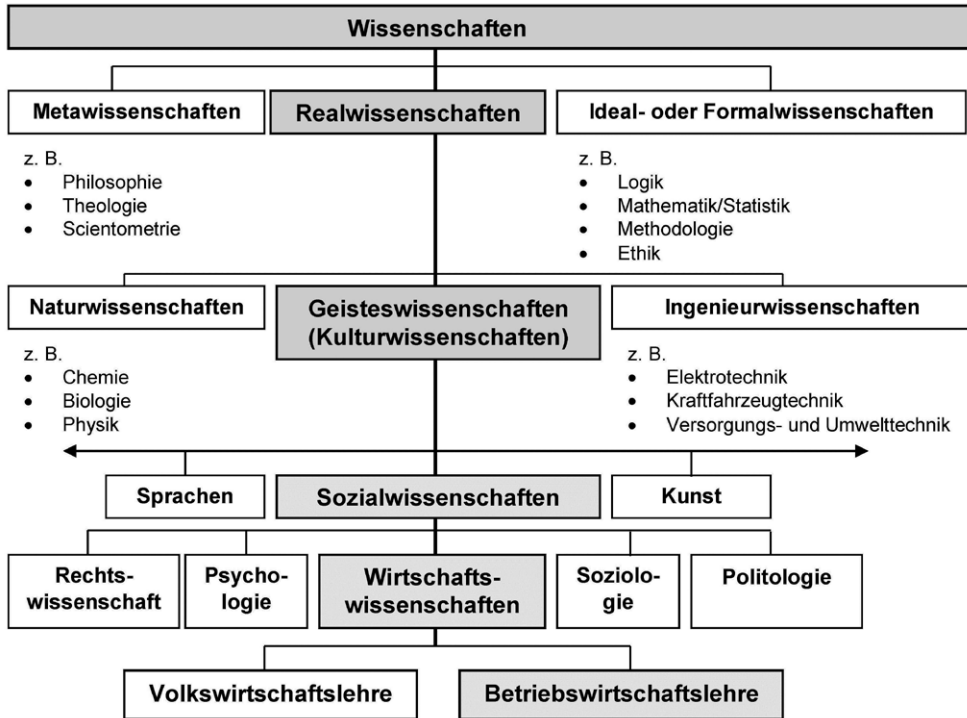 Wissenschaften
Metawissenschaften
Realwissenschaften
Ideal- oder Formalwissenschaften
z. B.
• Philosophie
• Theologie
• Scientometrie
z. B.
• Logik
• Mathematik/Statistik
• Methodologie
• Ethik
Naturwissenschaften
Geisteswissenschaften
(Kulturwissenschaften)
Ingenieurwissenschaften
z. B.
• Chemie
• Biologie
• Physik
z. B.
• Elektrotechnik
• Kraftfahrzeugtechnik
• Versorgungs- und Umwelttechnik
Sprachen
Sozialwissenschaften
Kunst
Rechts-
wissenschaft
Psycho-
logie
Wirtschafts-
wissenschaften
Soziolo-
gie
Politologie
Volkswirtschaftslehre
Betriebswirtschaftslehre